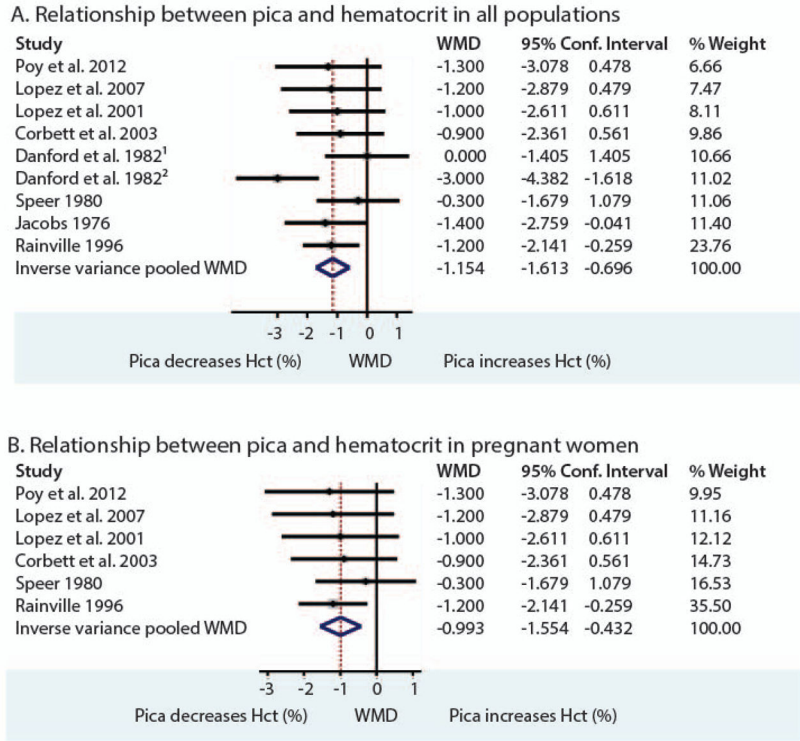 A. Relationship between pica and hematocrit in all populations
Study WMD 95% Conf. Interval % Weight
Poy et al. 2012 -1.300 -3.078 0.478 6.66
Lopez et al. 2007 -1.200 -2.879 0.479 7.47
Lopez et al. 2001 -1.000 -2.611 0.611 8.11
Corbett et al. 2003 -0.900 -2.361 0.561 9.86
Danford et al. 1982¹ 0.000 -1.405 1.405 10.66
Danford et al. 1982² -3.000 -4.382 -1.618 11.02
Speer 1980 -0.300 -1.679 1.079 11.06
Jacobs 1976 -1.400 -2.759 -0.041 11.40
Rainville 1996 -1.200 -2.141 -0.259 23.76
Inverse variance pooled WMD -1.154 -1.613 -0.696 100.00
-3 -2 -1 0 1
Pica decreases Hct (%) WMD Pica increases Hct (%)
B. Relationship between pica and hematocrit in pregnant women
Study WMD 95% Conf. Interval % Weight
Poy et al. 2012 -1.300 -3.078 0.478 9.95
Lopez et al. 2007 -1.200 -2.879 0.479 11.16
Lopez et al. 2001 -1.000 -2.611 0.611 12.12
Corbett et al. 2003 -0.900 -2.361 0.561 14.73
Speer 1980 -0.300 -1.679 1.079 16.53
Rainville 1996 -1.200 -2.141 -0.259 35.50
Inverse variance pooled WMD -0.993 -1.554 -0.432 100.00
-3 -2 -1 0 1
Pica decreases Hct (%) WMD Pica increases Hct (%)